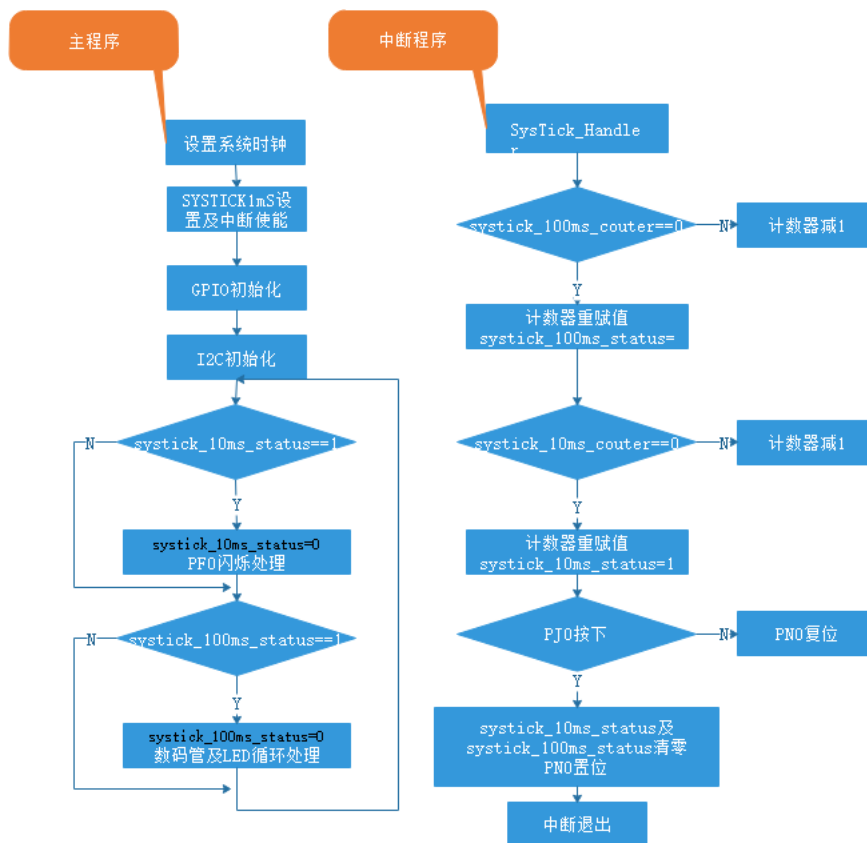 主程序
设置系统时钟
SYSTICK1mS设
置及中断使能
GPIO初始化
I2C初始化
systick_10ms_status==1
N
Y
systick_10ms_status=0
PF0闪烁处理
systick_100ms_status==1
N
Y
systick_100ms_status=0
数码管及LED循环处理
中断程序
SysTick_Handle
r
systick_100ms_couter==0
N
计数器减1
Y
计数器重赋值
systick_100ms_status=
systick_10ms_couter==0
N
计数器减1
Y
计数器重赋值
systick_10ms_status=1
PJ0按下
N
PN0复位
Y
systick_10ms_status及
systick_100ms_status清零
PN0置位
中断退出